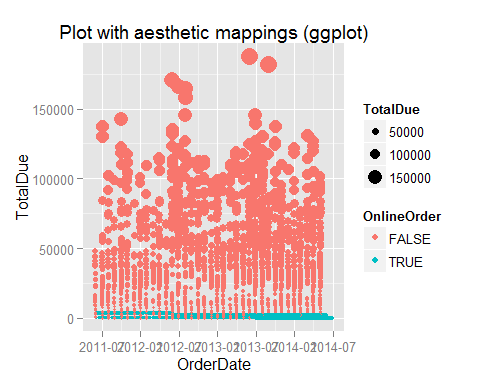 Plot with aesthetic mappings (ggplot)
TotalDue
150000
100000
50000
0
2011-07
2012-01
2012-07
2013-01
2013-07
2014-01
2014-07
OrderDate
TotalDue
50000
100000
150000
OnlineOrder
FALSE
TRUE